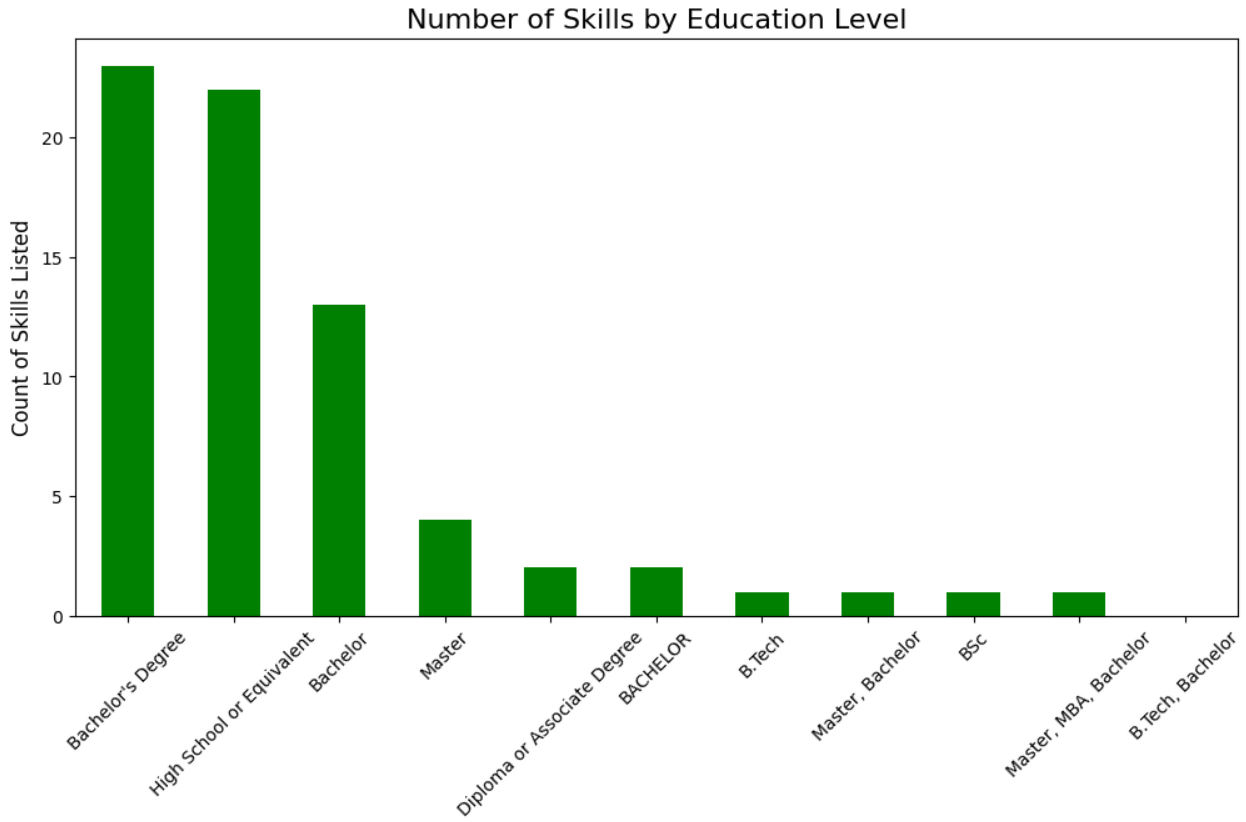 Number of Skills by Education Level
Count of Skills Listed
20
15
10
5
0
Bachelor's Degree
High School or Equivalent
Bachelor
Master
Diploma or Associate Degree
BACHELOR
B.Tech
Master, Bachelor
BSc
Master, MBA, Bachelor
B.Tech, Bachelor